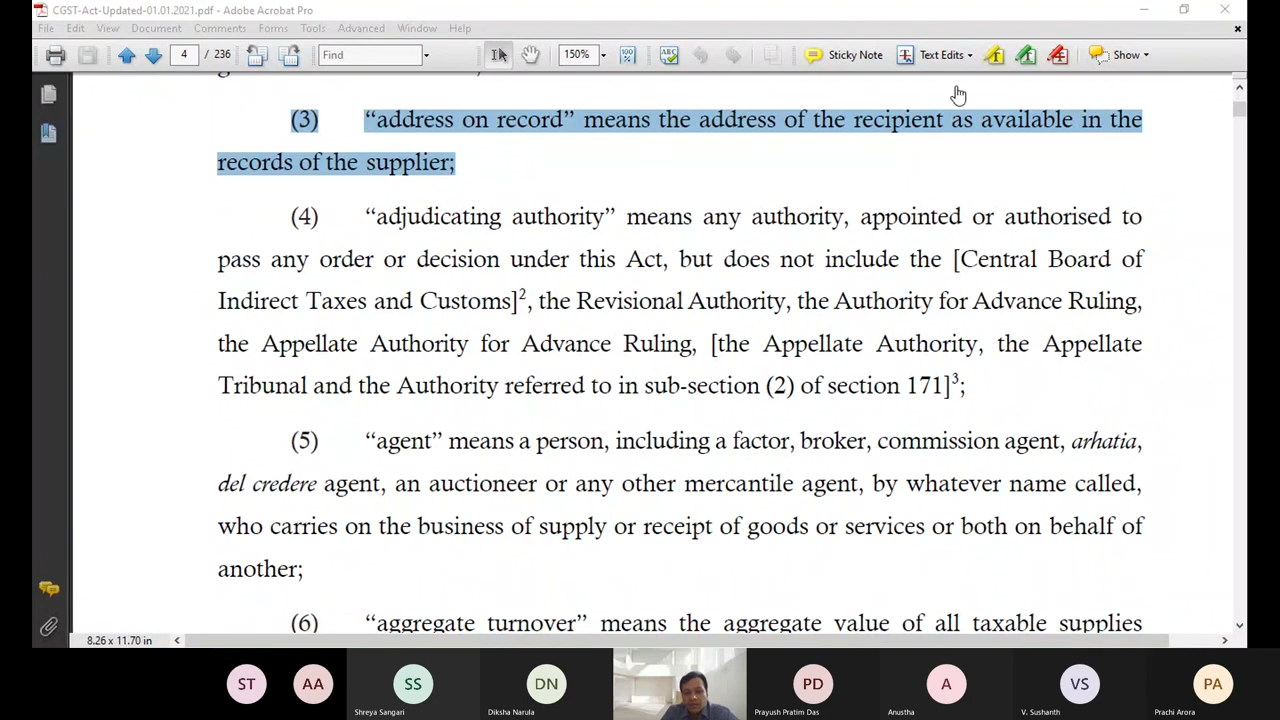 CGST-Act-Updated-01.01.2021.pdf - Adobe Acrobat Pro
File Edit View Document Comments Forms Tools Advanced Window Help
4 / 236 Find 150% Sticky Note Text Edits Show
(3) “address on record” means the address of the recipient as available in the
records of the supplier;
(4) “adjudicating authority” means any authority, appointed or authorised to
pass any order or decision under this Act, but does not include the [Central Board of
Indirect Taxes and Customs]2, the Revisional Authority, the Authority for Advance Ruling,
the Appellate Authority for Advance Ruling, [the Appellate Authority, the Appellate
Tribunal and the Authority referred to in sub-section (2) of section 171]3;
(5) “agent” means a person, including a factor, broker, commission agent, arhatia,
del credere agent, an auctioneer or any other mercantile agent, by whatever name called,
who carries on the business of supply or receipt of goods or services or both on behalf of
another;
(6) “aggregate turnover” means the aggregate value of all taxable supplies
8.26 x 11.70 in
ST AA SS DN PD A VS PA
Shreya Sangari Diksha Narula Prayush Pratim Das Anustha V. Sushanth Prachi Arora